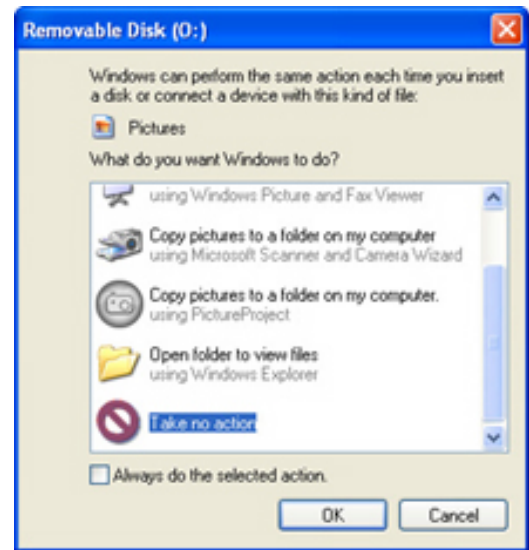 Removable Disk (O:)
Windows can perform the same action each time you insert
a disk or connect a device with this kind of file:
Pictures
What do you want Windows to do?
using Windows Picture and Fax Viewer
Copy pictures to a folder on my computer
using Microsoft Scanner and Camera Wizard
Copy pictures to a folder on my computer.
using PictureProject
Open folder to view files
using Windows Explorer
Take no action
Always do the selected action.
OK Cancel